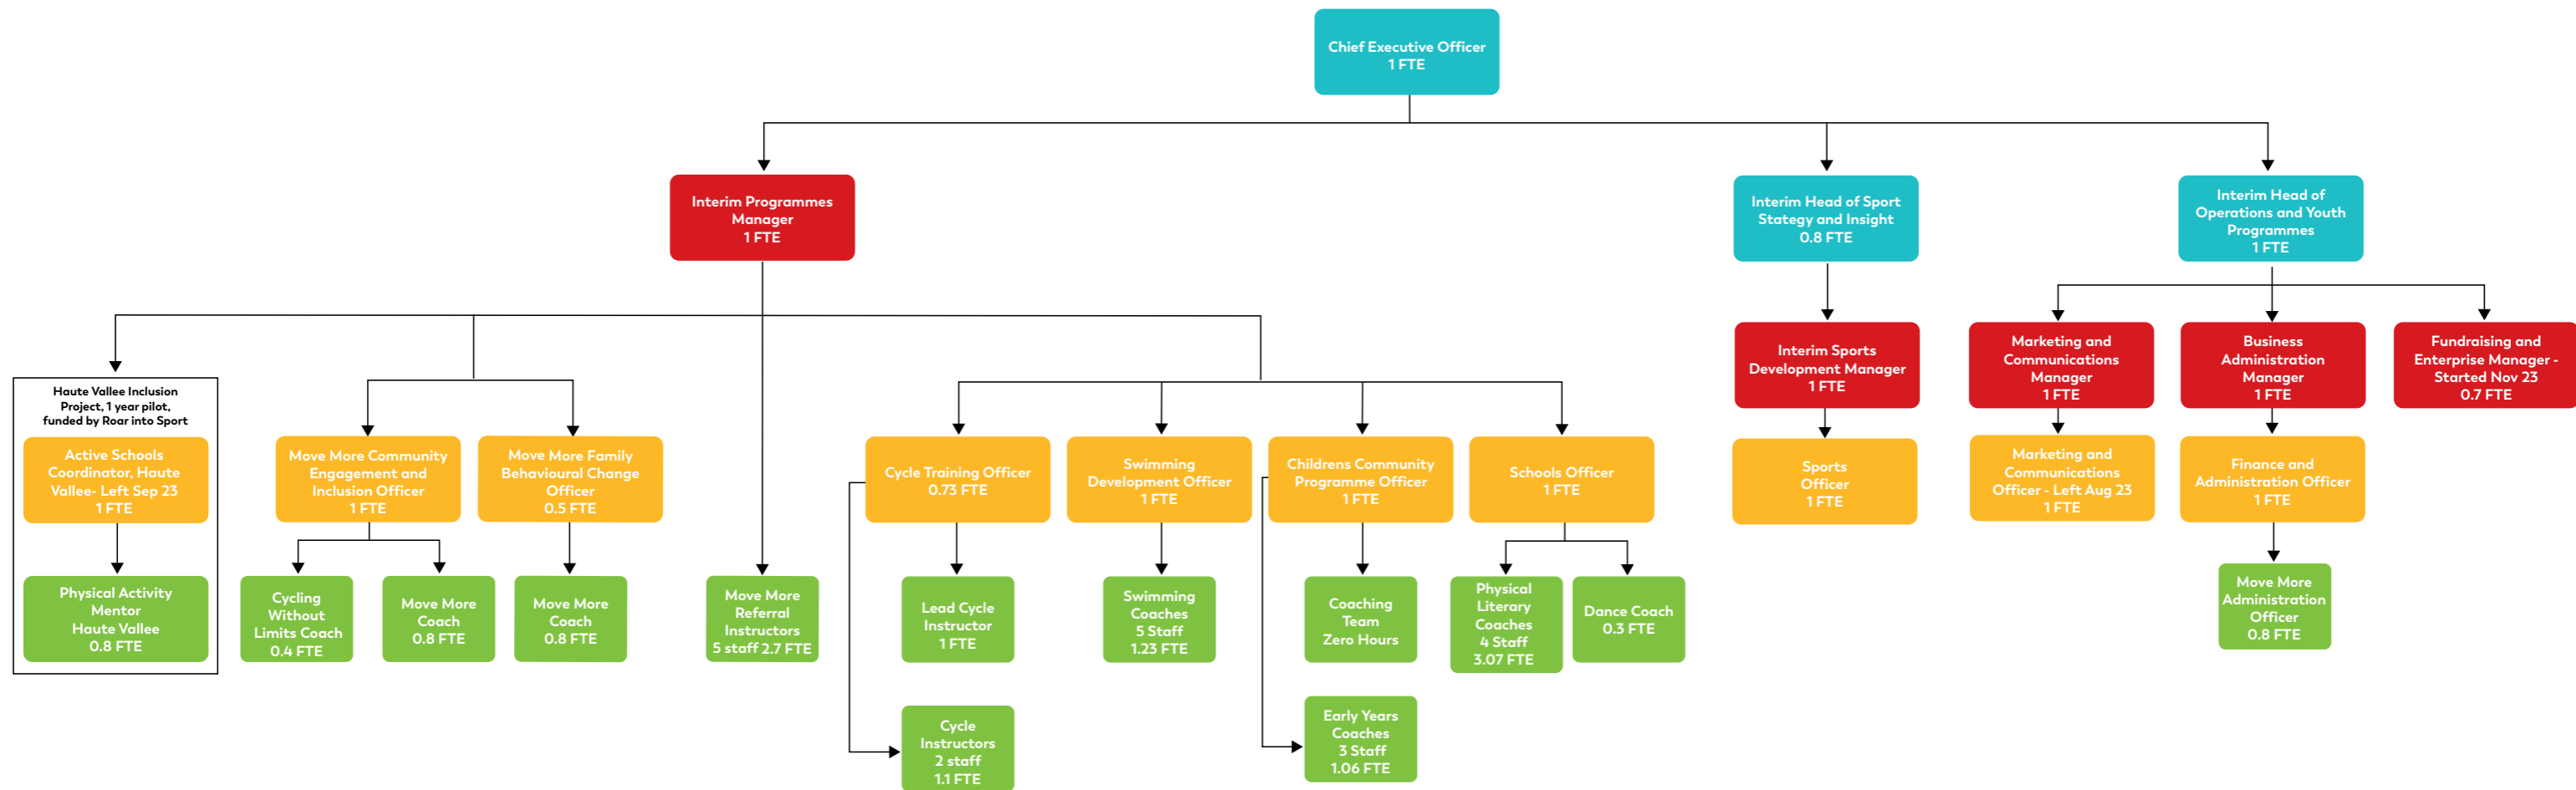 Chief Executive Officer
1 FTE
Interim Programmes
Manager
1 FTE
Interim Head of Sport
Stategy and Insight
0.8 FTE
Interim Head of
Operations and Youth
Programmes
1 FTE
Interim Sports
Development Manager
1 FTE
Marketing and
Communications
Manager
1 FTE
Business
Administration
Manager
1 FTE
Fundraising and
Enterprise Manager -
Started Nov 23
0.7 FTE
Haute Vallee Inclusion
Project, 1 year pilot,
funded by Roar into Sport
Active Schools
Coordinator, Haute
Vallee- Left Sep 23
1 FTE
Move More Community
Engagement and
Inclusion Officer
1 FTE
Move More Family
Behavioural Change
Officer
0.5 FTE
Cycle Training Officer
0.73 FTE
Swimming
Development Officer
1 FTE
Childrens Community
Programme Officer
1 FTE
Schools Officer
1 FTE
Sports
Officer
1 FTE
Marketing and
Communications
Officer - Left Aug 23
1 FTE
Finance and
Administration Officer
1 FTE
Physical Activity
Mentor
Haute Vallee
0.8 FTE
Cycling
Without
Limits Coach
0.4 FTE
Move More
Coach
0.8 FTE
Move More
Coach
0.8 FTE
Move More
Referral
Instructors
5 staff 2.7 FTE
Lead Cycle
Instructor
1 FTE
Swimming
Coaches
5 Staff
1.23 FTE
Coaching
Team
Zero Hours
Physical
Literary
Coaches
4 Staff
3.07 FTE
Dance Coach
0.3 FTE
Move More
Administration
Officer
0.8 FTE
Cycle
Instructors
2 staff
1.1 FTE
Early Years
Coaches
3 Staff
1.06 FTE